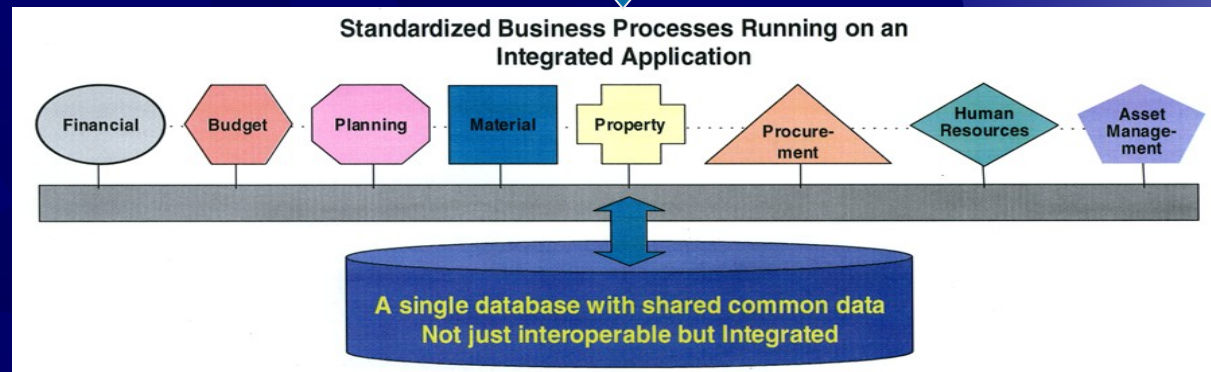 Standardized Business Processes Running on an
Integrated Application
Financial
Budget
Planning
Material
Property
Procure-
ment
Human
Resources
Asset
Manage-
ment
A single database with shared common data
Not just interoperable but Integrated